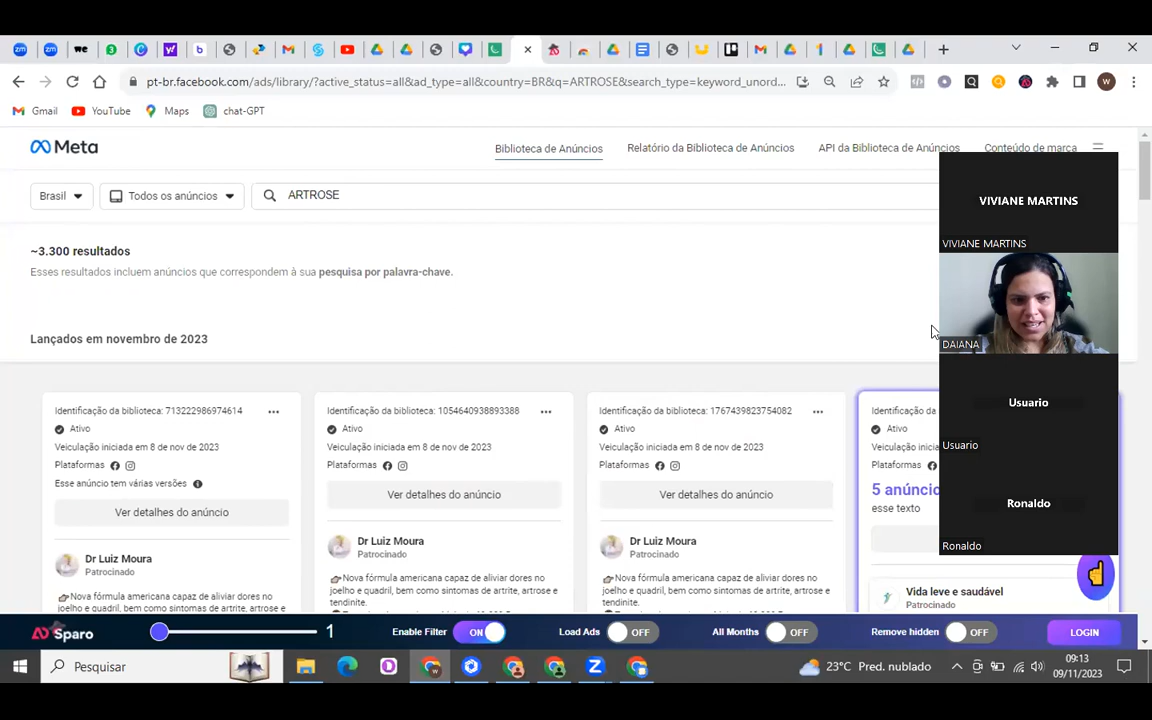 pt-br.facebook.com/ads/library/?active_status=all&ad_type=all&country=BR&q=ARTROSE&search_type=keyword_unord...
W
Gmail
YouTube
Maps
chat-GPT
Meta
Biblioteca de Anúncios
Relatório da Biblioteca de Anúncios
API da Biblioteca de Anúncios
Conteúdo de marca
Brasil
Todos os anúncios
ARTROSE
~3.300 resultados
Esses resultados incluem anúncios que correspondem à sua pesquisa por palavra-chave.
Lançados em novembro de 2023
VIVIANE MARTINS
VIVIANE MARTINS
DAIANA
Usuario
Usuario
Ronaldo
Ronaldo
Identificação da biblioteca: 713222986974614
Ativo
Veiculação iniciada em 8 de nov de 2023
Plataformas
Esse anúncio tem várias versões
Ver detalhes do anúncio
Dr Luiz Moura
Patrocinado
Nova fórmula americana capaz de aliviar dores no
joelho e quadril, bem como sintomas de artrite, artrose e
Identificação da biblioteca: 1054640938893388
Ativo
Veiculação iniciada em 8 de nov de 2023
Plataformas
Ver detalhes do anúncio
Dr Luiz Moura
Patrocinado
Nova fórmula americana capaz de aliviar dores no
joelho e quadril, bem como sintomas de artrite, artrose e
tendinite.
Identificação da biblioteca: 1767439823754082
Ativo
Veiculação iniciada em 8 de nov de 2023
Plataformas
Ver detalhes do anúncio
Dr Luiz Moura
Patrocinado
Nova fórmula americana capaz de aliviar dores no
joelho e quadril, bem como sintomas de artrite, artrose e
tendinite.
Identificação da
Ativo
Veiculação inicia
Plataformas
5 anúncio
esse texto
Vida leve e saudável
Patrocinado
Sparo
1
Enable Filter
ON
Load Ads
OFF
All Months
OFF
Remove hidden
OFF
LOGIN
Pesquisar
23°C Pred. nublado
09:13
09/11/2023